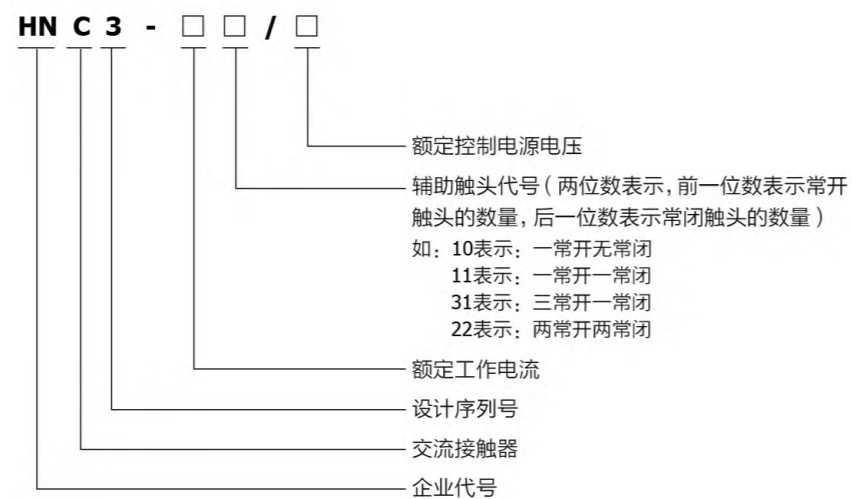 HN C 3 - □ □ / □
额定控制电源电压
辅助触头代号（两位数表示，前一位数表示常开
触头的数量，后一位数表示常闭触头的数量）
如：10表示：一常开无常闭
11表示：一常开一常闭
31表示：三常开一常闭
22表示：两常开两常闭
额定工作电流
设计序列号
交流接触器
企业代号